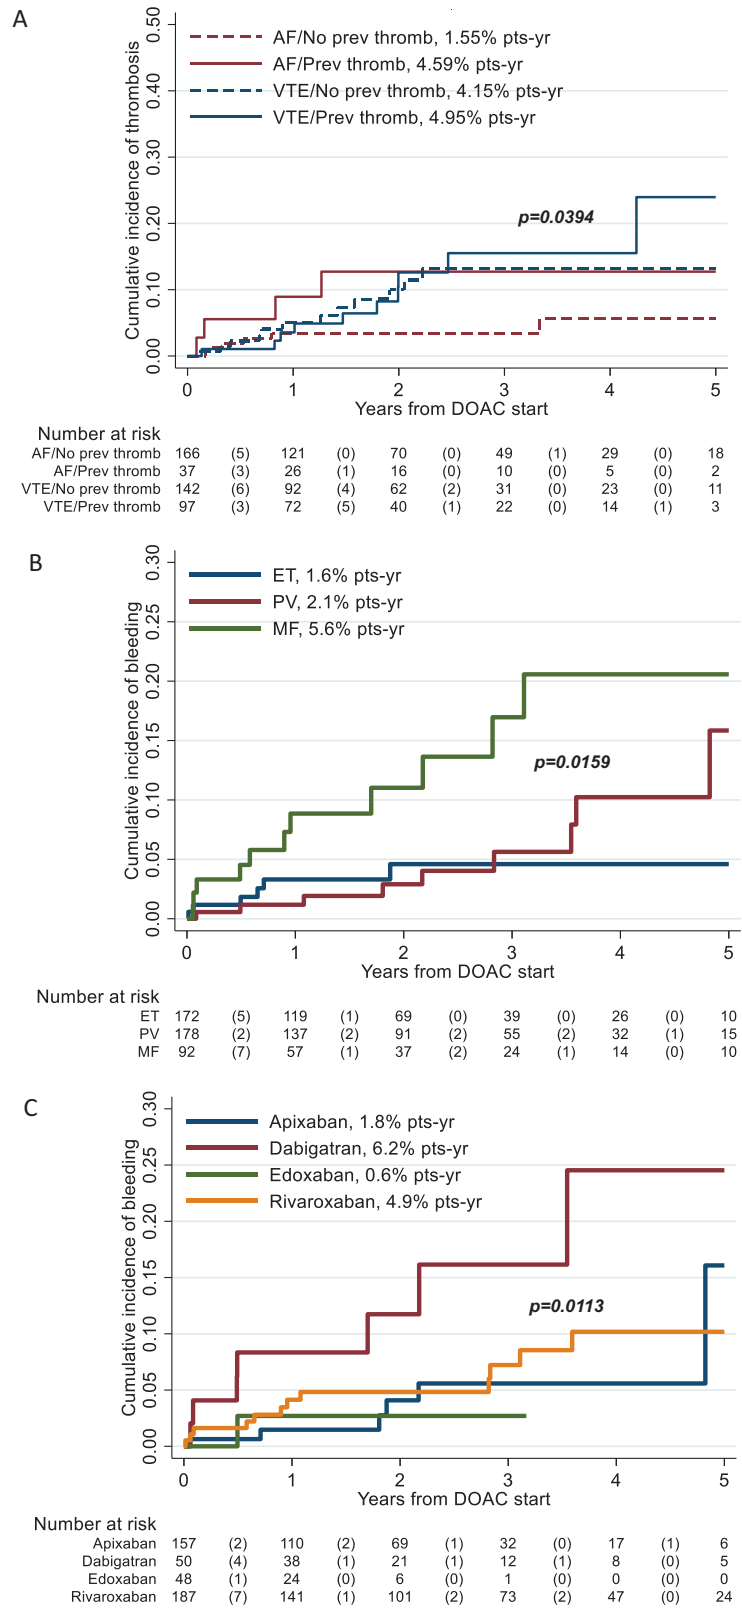 A
Cumulative incidence of thrombosis
0.50
0.40
0.30
0.20
0.10
0.00
AF/No prev thromb, 1.55% pts-yr
AF/Prev thromb, 4.59% pts-yr
VTE/No prev thromb, 4.15% pts-yr
VTE/Prev thromb, 4.95% pts-yr
p=0.0394
0 1 2 3 4 5
Years from DOAC start
Number at risk
AF/No prev thromb 166 (5) 121 (0) 70 (0) 49 (1) 29 (0) 18
AF/Prev thromb 37 (3) 26 (1) 16 (0) 10 (0) 5 (0) 2
VTE/No prev thromb 142 (6) 92 (4) 62 (2) 31 (0) 23 (0) 11
VTE/Prev thromb 97 (3) 72 (5) 40 (1) 22 (0) 14 (1) 3
B
Cumulative incidence of bleeding
0.30
0.25
0.20
0.15
0.10
0.05
0.00
ET, 1.6% pts-yr
PV, 2.1% pts-yr
MF, 5.6% pts-yr
p=0.0159
0 1 2 3 4 5
Years from DOAC start
Number at risk
ET 172 (5) 119 (1) 69 (0) 39 (0) 26 (0) 10
PV 178 (2) 137 (2) 91 (2) 55 (2) 32 (1) 15
MF 92 (7) 57 (1) 37 (2) 24 (1) 14 (0) 10
C
Cumulative incidence of bleeding
0.30
0.25
0.20
0.15
0.10
0.05
0.00
Apixaban, 1.8% pts-yr
Dabigatran, 6.2% pts-yr
Edoxaban, 0.6% pts-yr
Rivaroxaban, 4.9% pts-yr
p=0.0113
0 1 2 3 4 5
Years from DOAC start
Number at risk
Apixaban 157 (2) 110 (2) 69 (1) 32 (0) 17 (1) 6
Dabigatran 50 (4) 38 (1) 21 (1) 12 (1) 8 (0) 5
Edoxaban 48 (1) 24 (0) 6 (0) 1 (0) 0 (0) 0
Rivaroxaban 187 (7) 141 (1) 101 (2) 73 (2) 47 (0) 24